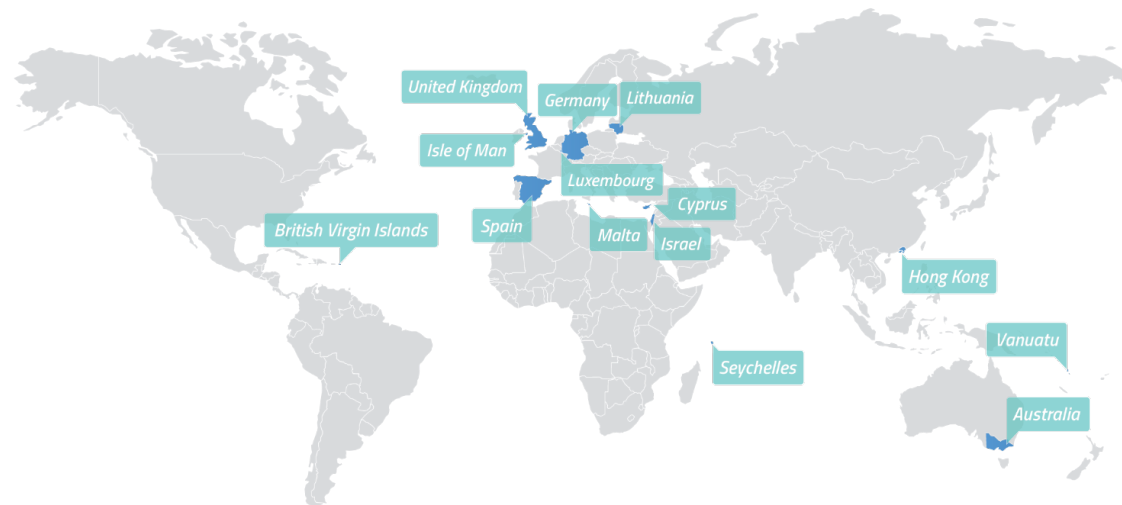 United Kingdom
Germany
Lithuania
Isle of Man
Luxembourg
Cyprus
British Virgin Islands
Spain
Malta
Israel
Hong Kong
Vanuatu
Seychelles
Australia